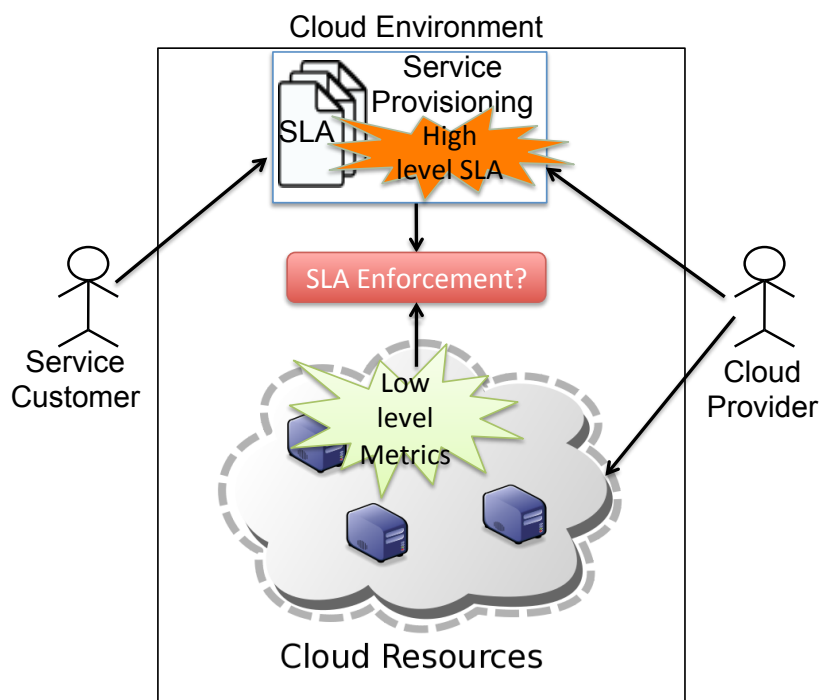 Cloud Environment
Service
Provisioning
SLA
High
level SLA
SLA Enforcement?
Service
Customer
Cloud
Provider
Low
level
Metrics
Cloud Resources